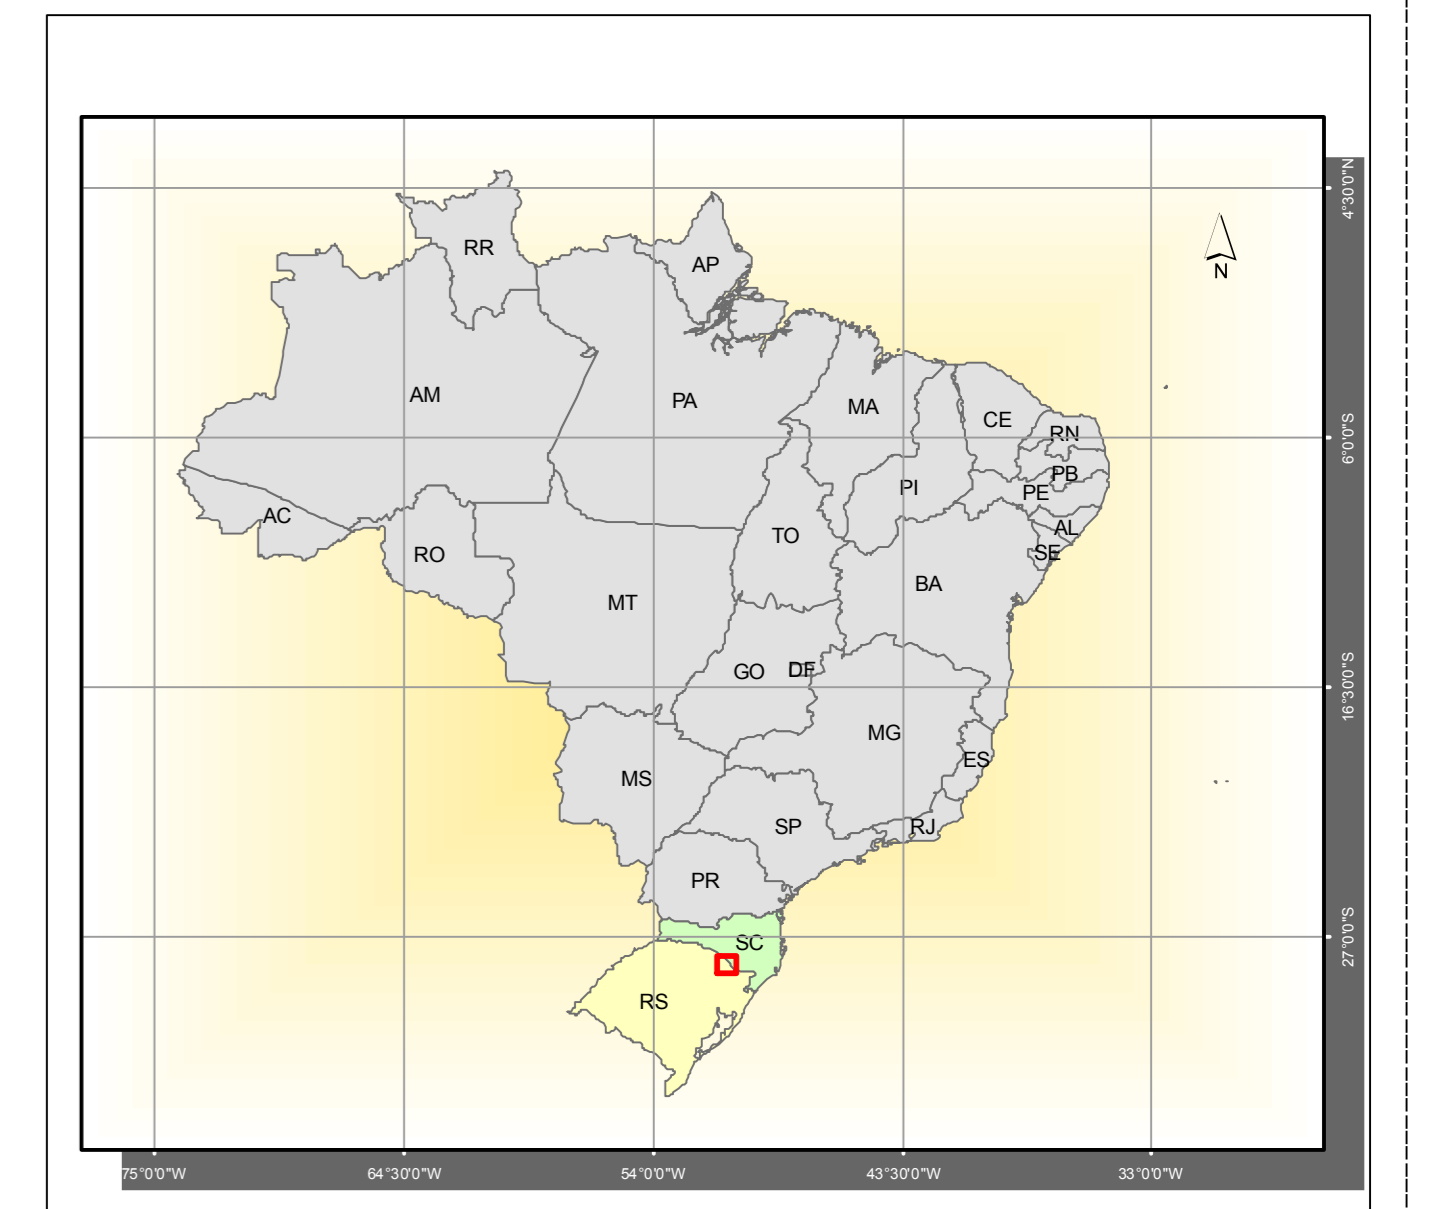 4°30'0"N
RR
AP
N
AM
PA
MA
CE
RN
6°0'0"S
PB
PI
PE
AC
AL
TO
SE
RO
BA
MT
GO
DF
16°30'0"S
MG
ES
MS
SP
RJ
PR
SC
27°0'0"S
RS
75°0'0"W 64°30'0"W 54°0'0"W 43°30'0"W 33°0'0"W